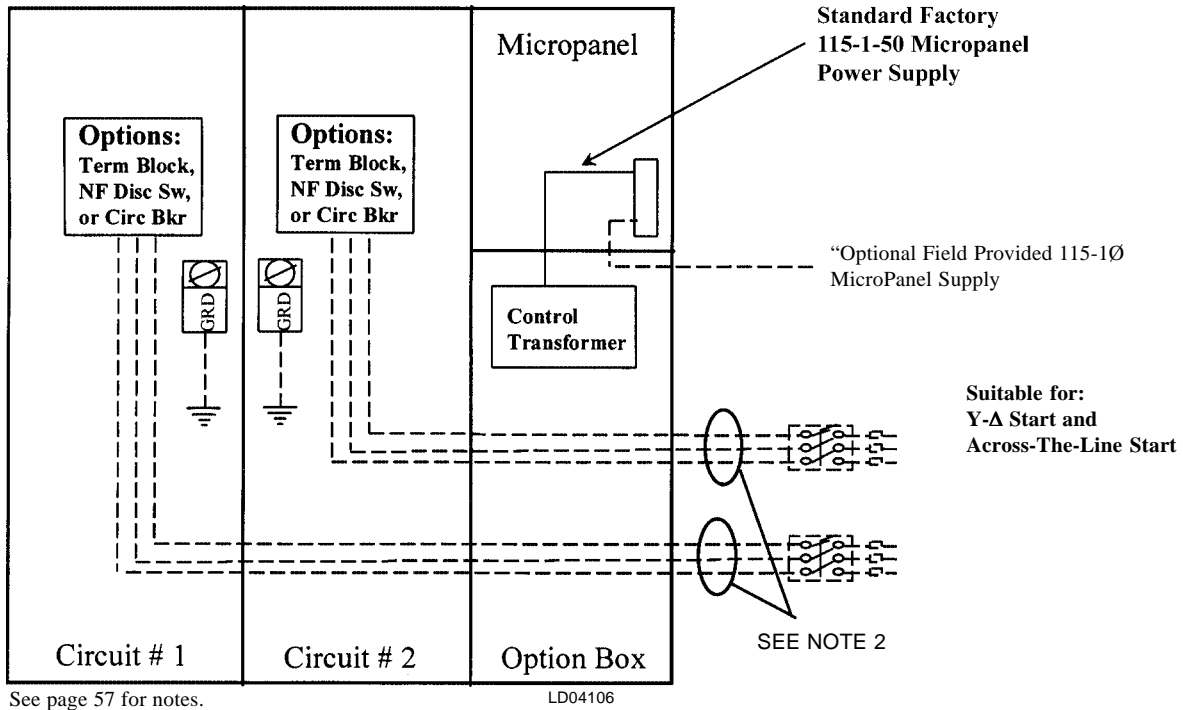 Micropanel
Standard Factory
115-1-50 Micropanel
Power Supply
Options:
Term Block,
NF Disc Sw,
or Circ Bkr
Options:
Term Block,
NF Disc Sw,
or Circ Bkr
GRD
GRD
“Optional Field Provided 115-1Ø
MicroPanel Supply
Control
Transformer
Suitable for:
Y-Δ Start and
Across-The-Line Start
SEE NOTE 2
Circuit # 1
Circuit # 2
Option Box
See page 57 for notes.
LD04106